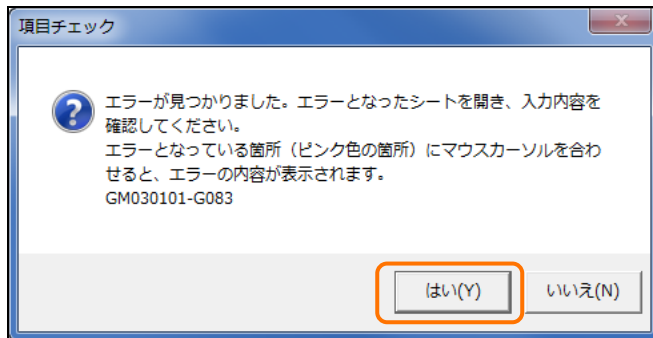 項目チェック
エラーが見つかりました。エラーとなったシートを開き、入力内容を
確認してください。
エラーとなっている箇所（ピンク色の箇所）にマウスカーソルを合わ
せると、エラーの内容が表示されます。
GM030101-G083
はい(Y) いいえ(N)